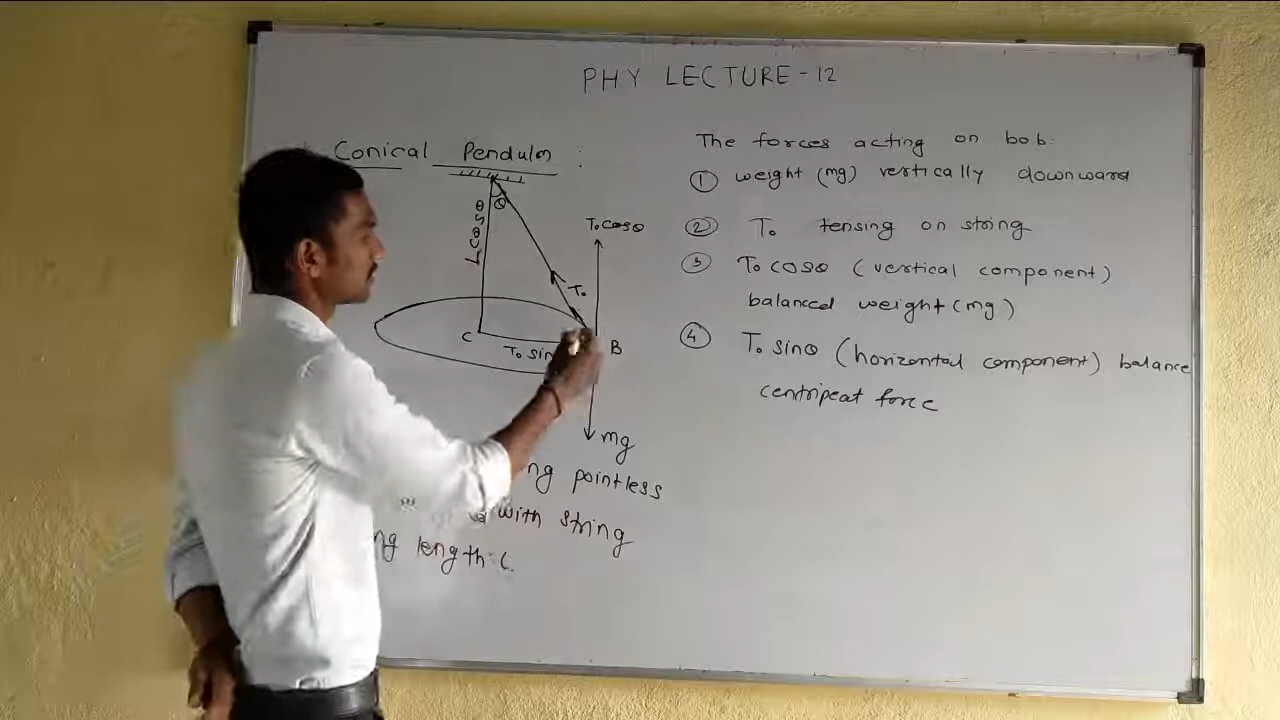 PHY LECTURE - 12
Conical Pendulm :
θ
L cosθ
T₀ cosθ
T₀
C
B
T₀ sin
mg
ng pointless
with string
ng length
The forces acting on bob:
① weight (mg) vertically downward
② T₀ tensing on string
③ T₀ cosθ (vertical component)
balanced weight (mg)
④ T₀ sinθ (horizontal component) balance
centripeat force